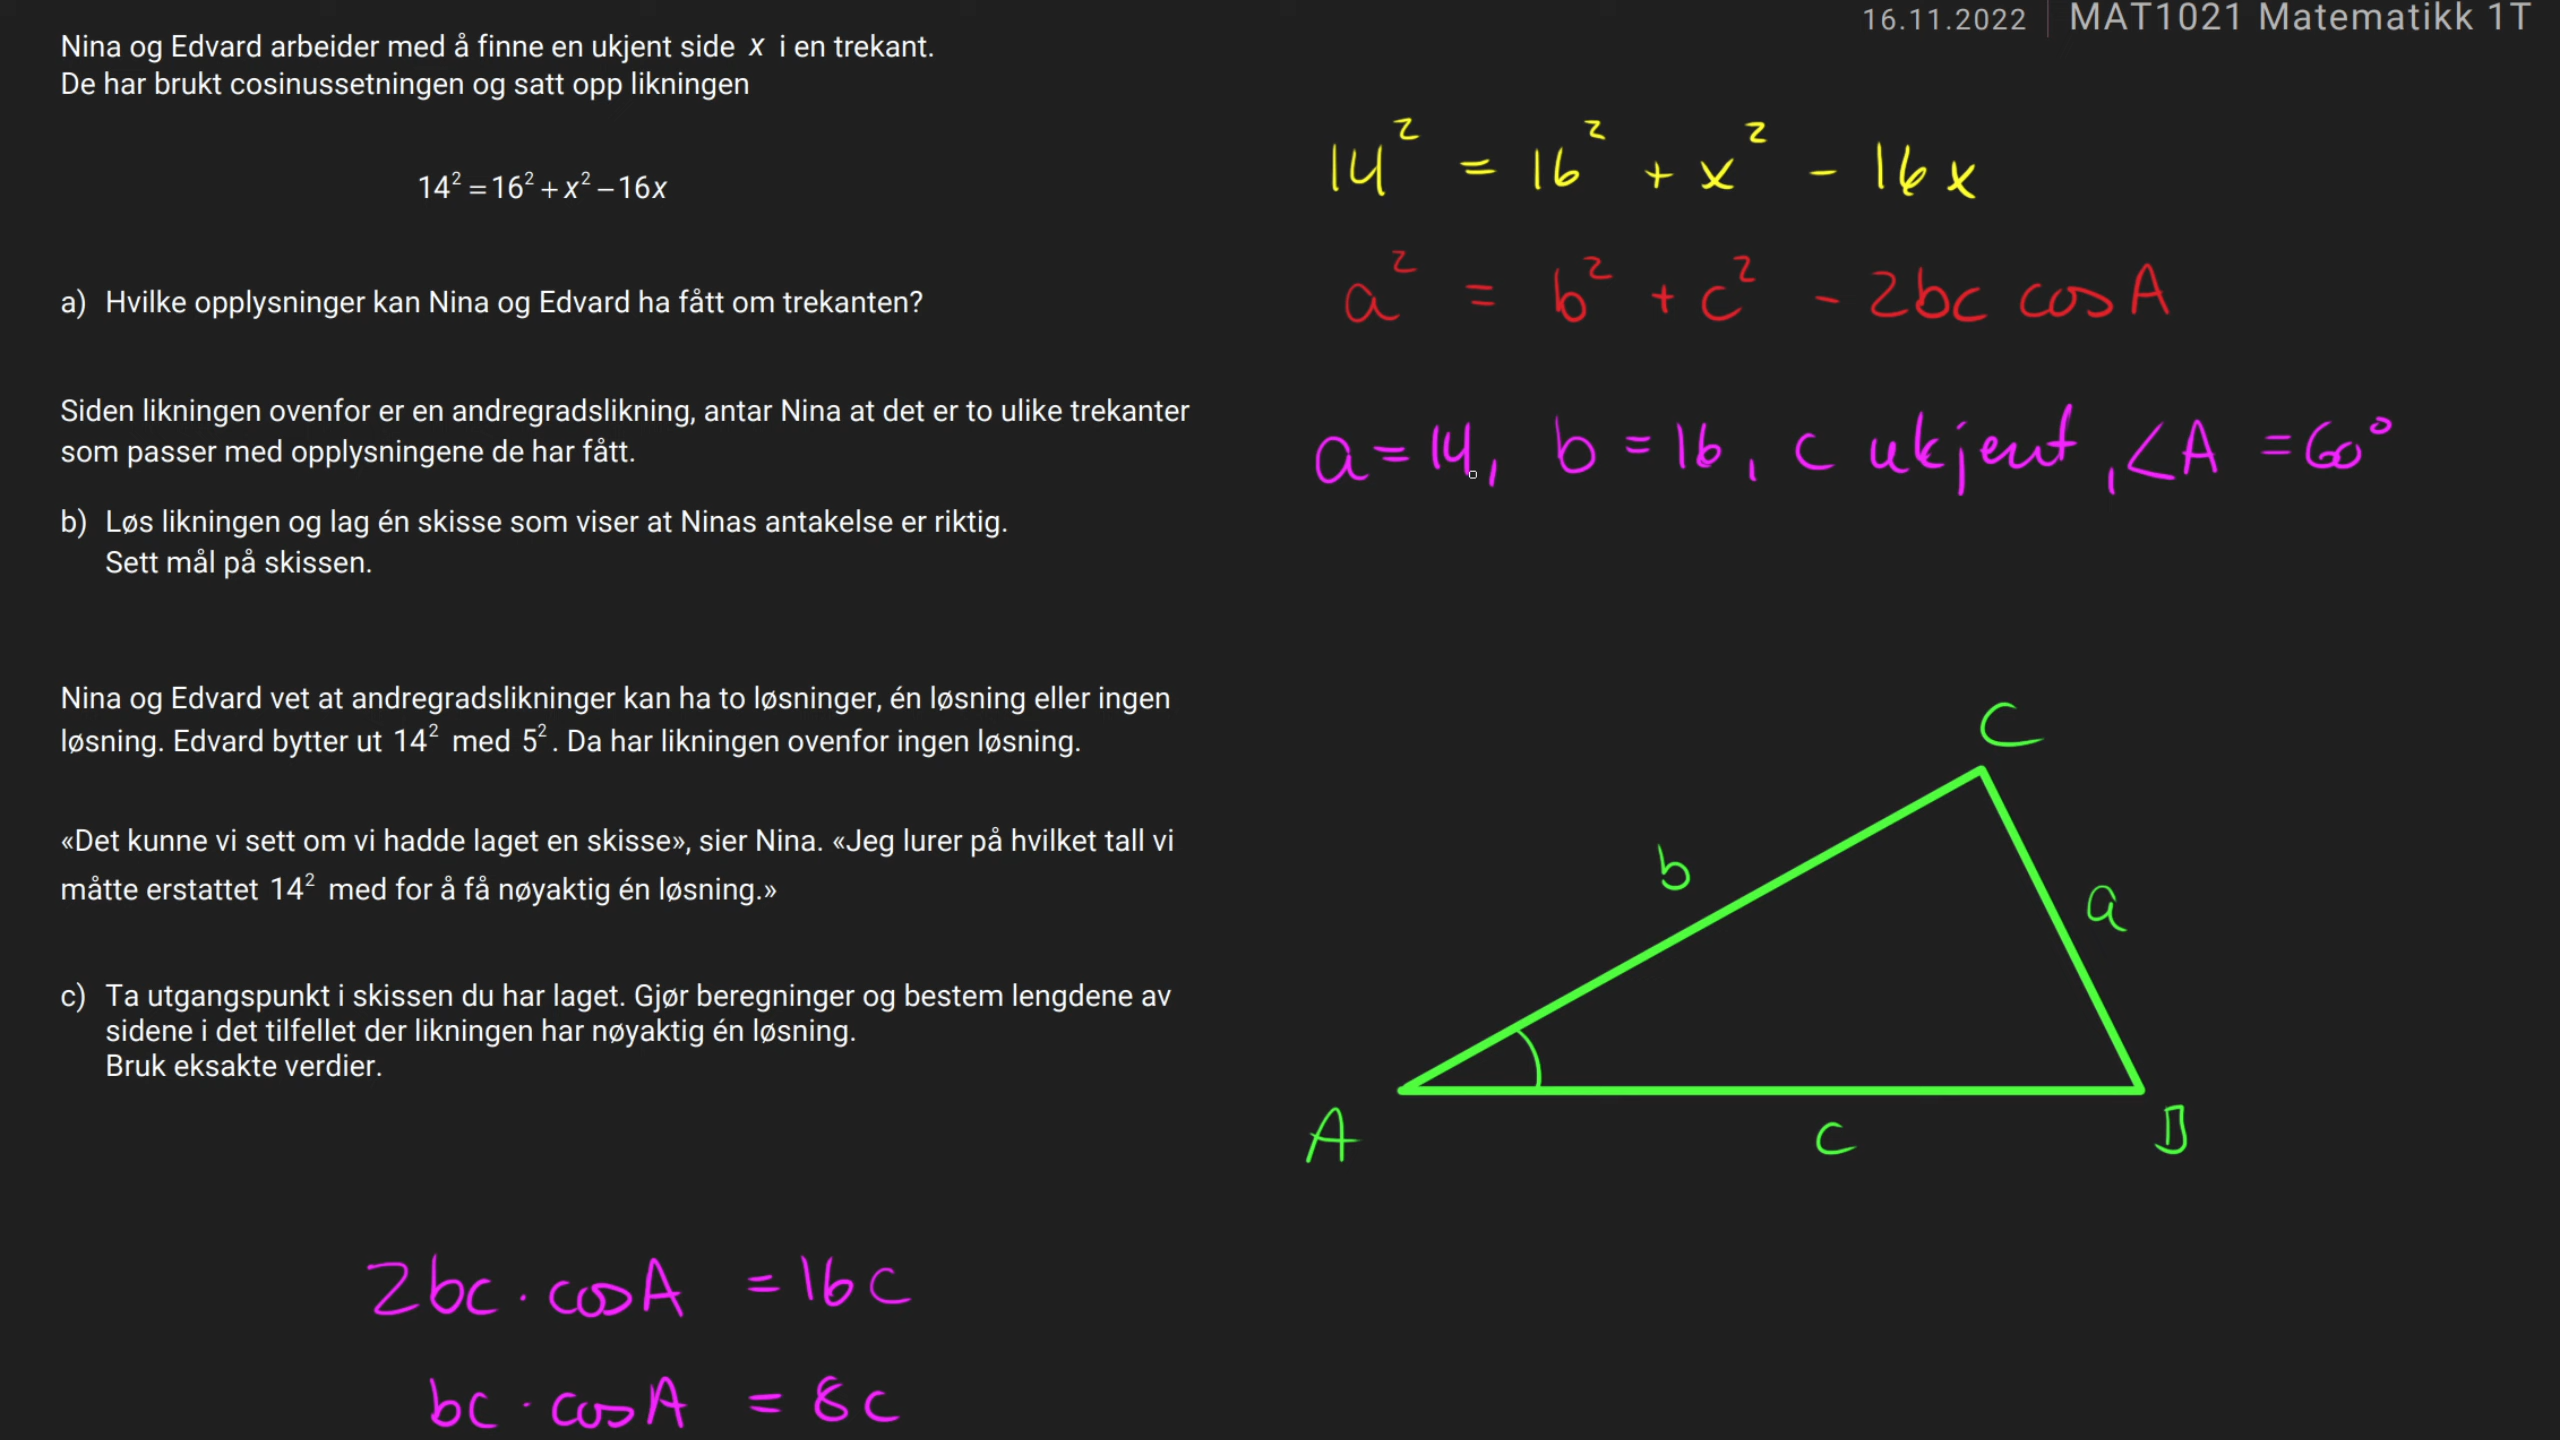 16.11.2022 | MAT1021 Matematikk 1T
Nina og Edvard arbeider med å finne en ukjent side x i en trekant.
De har brukt cosinussetningen og satt opp likningen
14² = 16² + x² – 16x
a) Hvilke opplysninger kan Nina og Edvard ha fått om trekanten?
Siden likningen ovenfor er en andregradslikning, antar Nina at det er to ulike trekanter
som passer med opplysningene de har fått.
b) Løs likningen og lag én skisse som viser at Ninas antakelse er riktig.
Sett mål på skissen.
Nina og Edvard vet at andregradslikninger kan ha to løsninger, én løsning eller ingen
løsning. Edvard bytter ut 14² med 5². Da har likningen ovenfor ingen løsning.
«Det kunne vi sett om vi hadde laget en skisse», sier Nina. «Jeg lurer på hvilket tall vi
måtte erstattet 14² med for å få nøyaktig én løsning.»
c) Ta utgangspunkt i skissen du har laget. Gjør beregninger og bestem lengdene av
sidene i det tilfellet der likningen har nøyaktig én løsning.
Bruk eksakte verdier.
2bc · cosA = 16c
bc · cosA = 8c
14² = 16² + x² - 16x
a² = b² + c² - 2bc cosA
a = 14, b = 16, c ukjent, ∠A = 60°
C
b
a
A
c
B